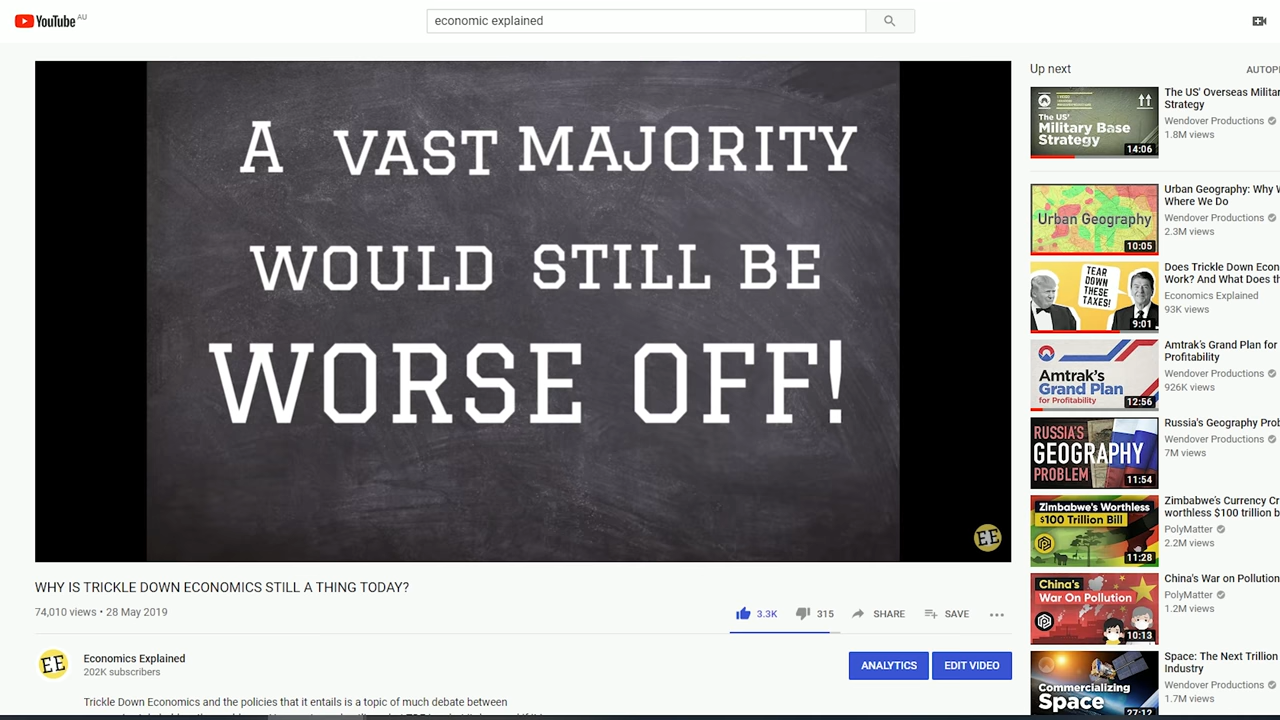 YouTube AU
economic explained
A VAST MAJORITY
WOULD STILL BE
WORSE OFF!
EE
WHY IS TRICKLE DOWN ECONOMICS STILL A THING TODAY?
74,010 views • 28 May 2019
3.3K 315 SHARE SAVE
EE
Economics Explained
202K subscribers
ANALYTICS EDIT VIDEO
Trickle Down Economics and the policies that it entails is a topic of much debate between
Up next
The US'
Military Base
Strategy
14:06
The US' Overseas
Strategy
Wendover Productions
1.8M views
Urban Geography
10:05
Urban Geography: Why
Where We Do
Wendover Productions
2.3M views
TEAR
DOWN
THESE
TAXES!
9:01
Does Trickle Down
Work? And What Does
Economics Explained
93K views
Amtrak's
Grand Plan
for Profitability
12:56
Amtrak's Grand Plan for
Profitability
Wendover Productions
926K views
RUSSIA'S
GEOGRAPHY
PROBLEM
11:54
Russia's Geography
Wendover Productions
7M views
Zimbabwe's Worthless
$100 Trillion Bill
11:28
Zimbabwe's Currency
worthless $100 trillion
PolyMatter
2.2M views
China's
War On Pollution
10:13
China's War on Pollution
PolyMatter
1.2M views
Commercializing
Space
27:12
Space: The Next Trillion
Industry
Wendover Productions
1.7M views